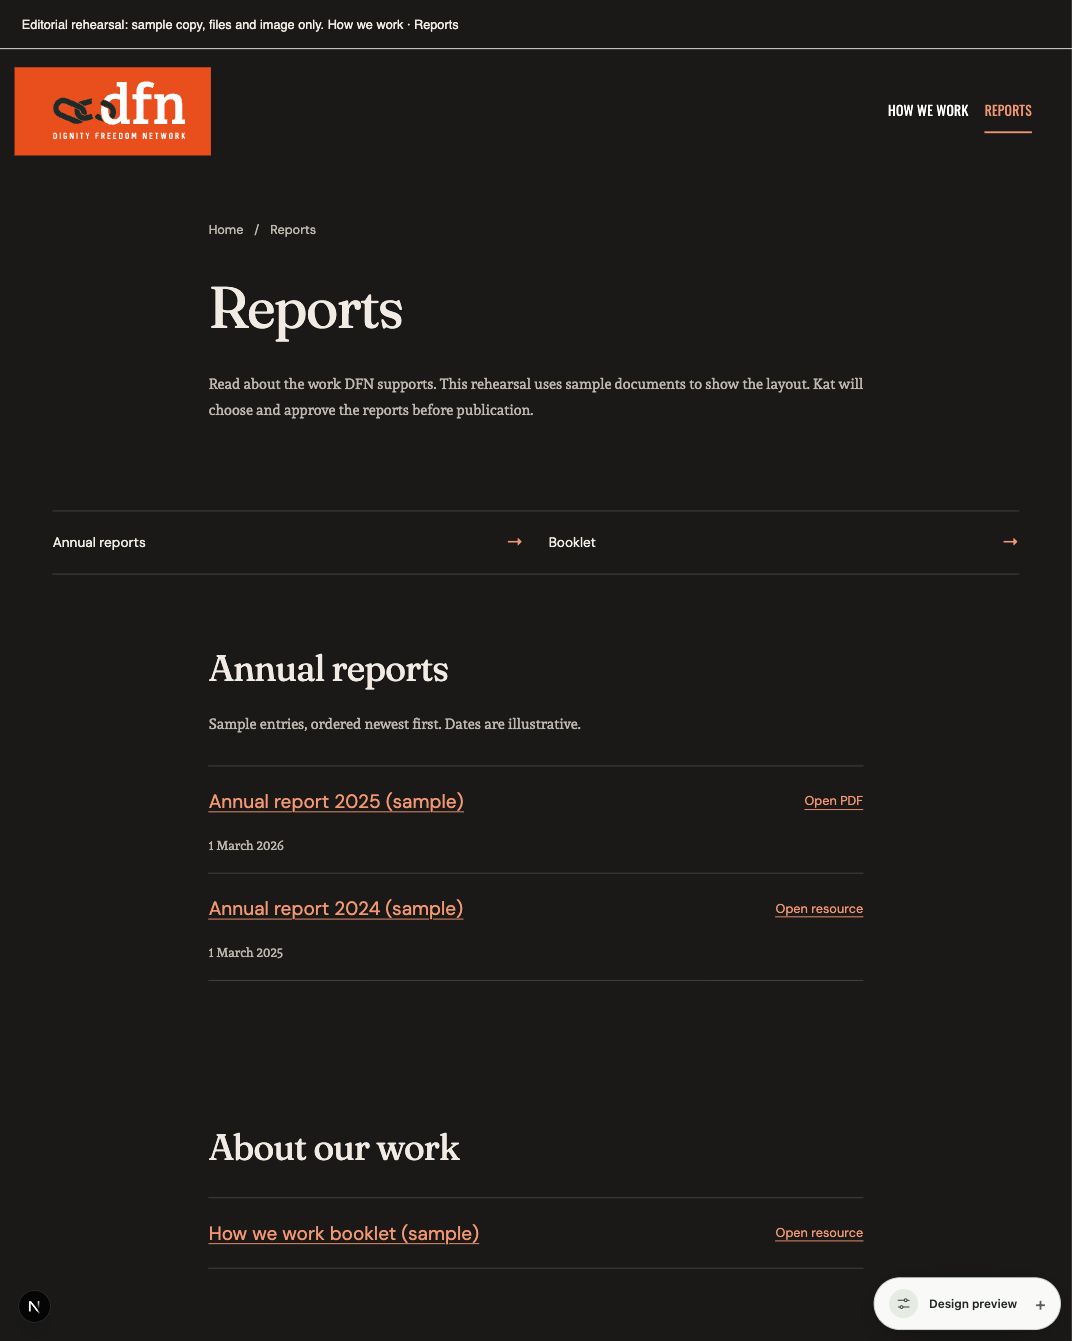 Editorial rehearsal: sample copy, files and image only. How we work · Reports
dfn
DIGNITY FREEDOM NETWORK
HOW WE WORK
REPORTS
Home / Reports
Reports
Read about the work DFN supports. This rehearsal uses sample documents to show the layout. Kat will
choose and approve the reports before publication.
Annual reports →
Booklet →
Annual reports
Sample entries, ordered newest first. Dates are illustrative.
Annual report 2025 (sample)
Open PDF
1 March 2026
Annual report 2024 (sample)
Open resource
1 March 2025
About our work
How we work booklet (sample)
Open resource
N
Design preview +